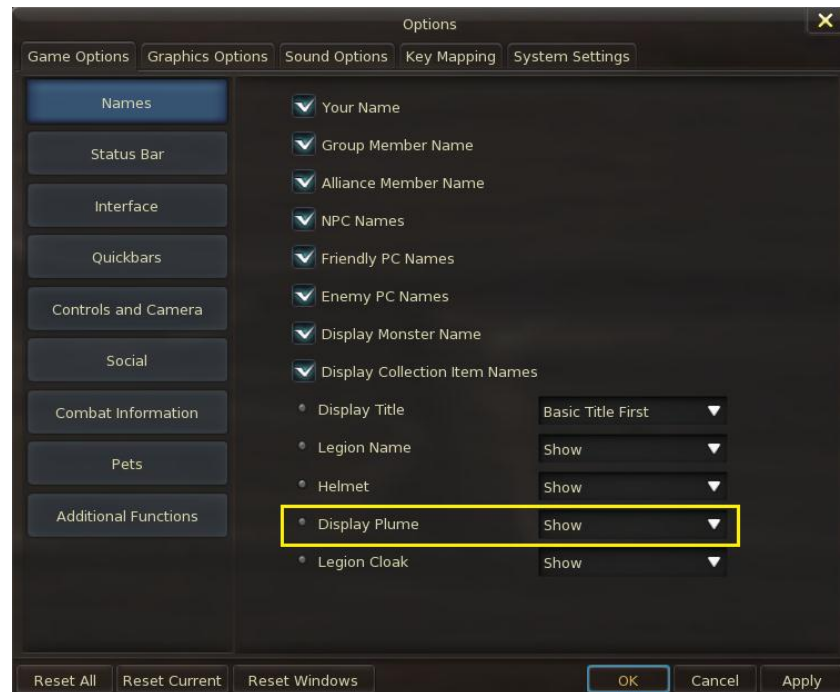 Options
Game Options Graphics Options Sound Options Key Mapping System Settings
Names
Status Bar
Interface
Quickbars
Controls and Camera
Social
Combat Information
Pets
Additional Functions
Your Name
Group Member Name
Alliance Member Name
NPC Names
Friendly PC Names
Enemy PC Names
Display Monster Name
Display Collection Item Names
Display Title Basic Title First
Legion Name Show
Helmet Show
Display Plume Show
Legion Cloak Show
Reset All Reset Current Reset Windows OK Cancel Apply